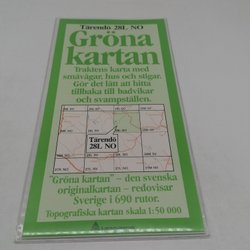 Tärendö 28L NO
Gröna
kartan
Traktens karta med
småvägar, hus och stigar.
Gör det lätt att hitta
tillbaka till badvikar
och svampställen.
Tärendö
28L NO
"Gröna kartan" – den svenska
originalkartan – redovisar
Sverige i 690 rutor.
Topografiska kartan skala 1:50 000